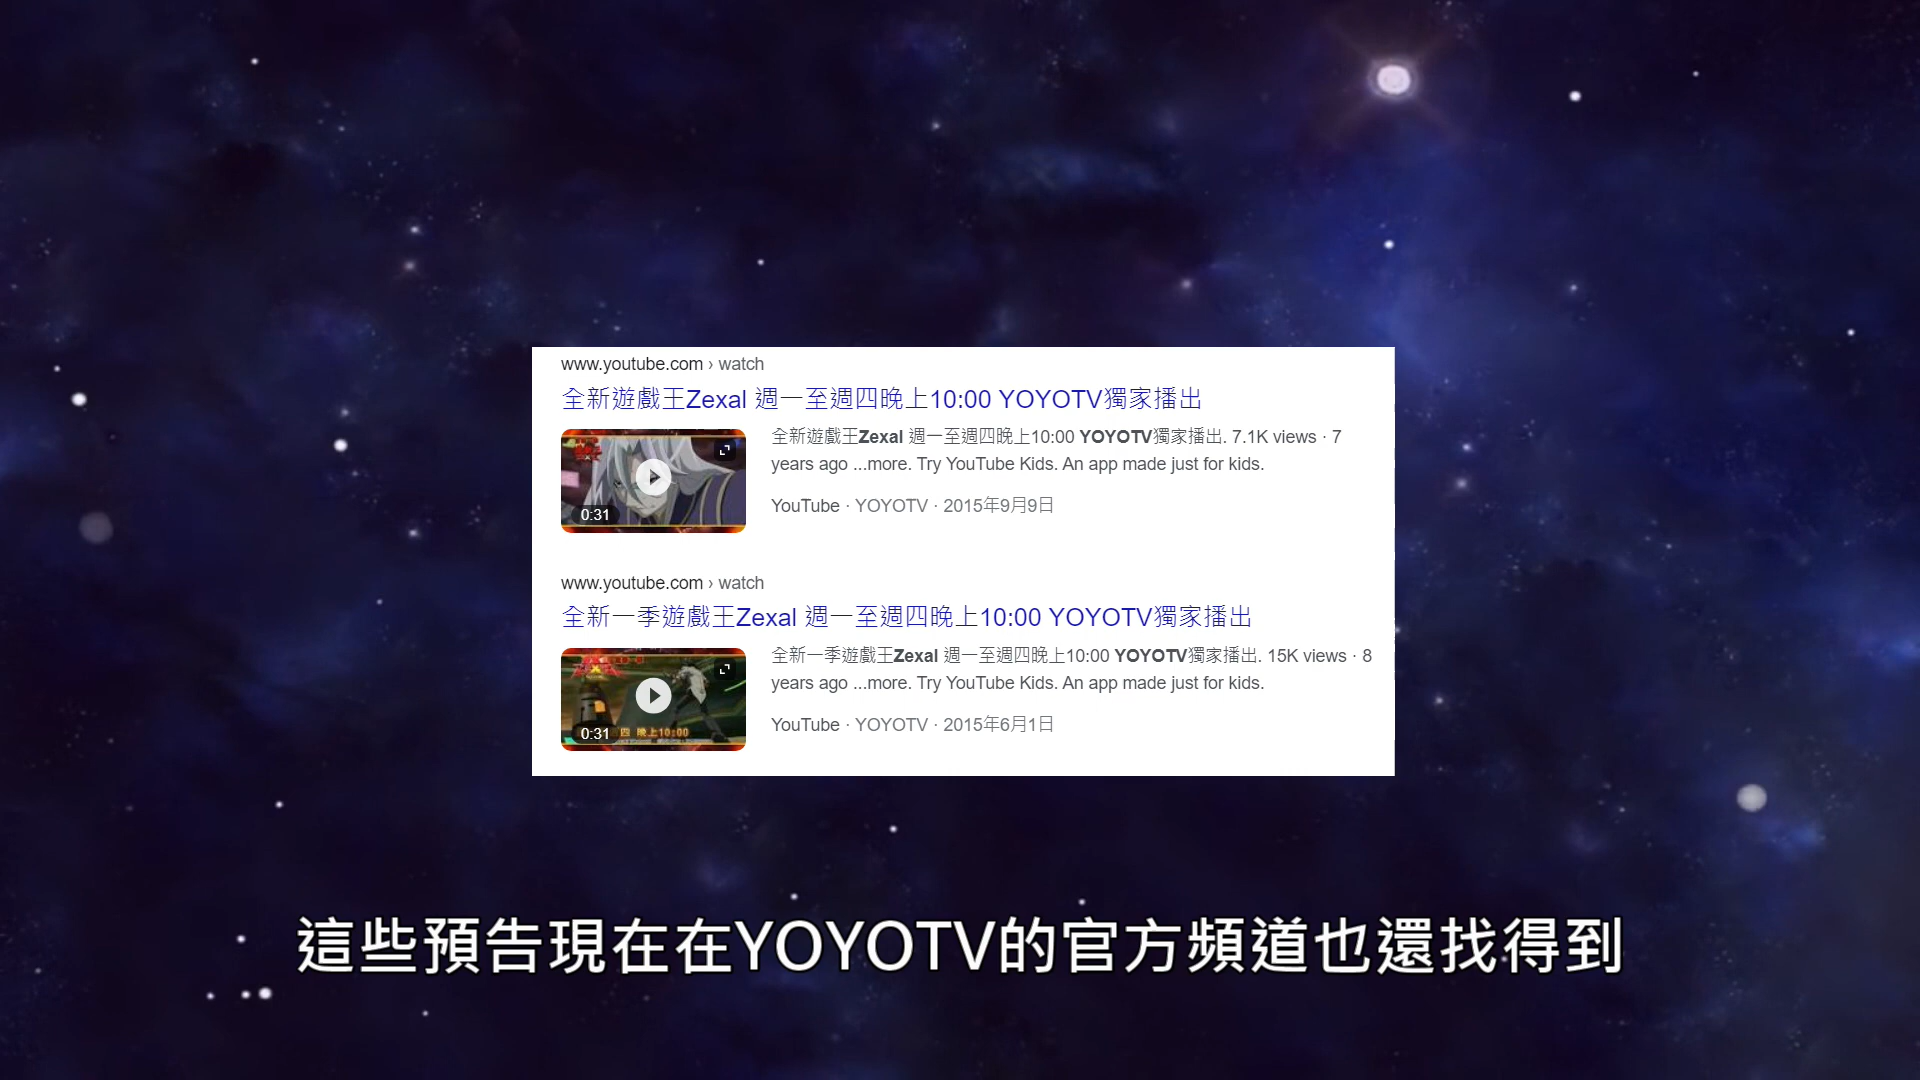 www.youtube.com › watch
全新遊戲王Zexal 週一至週四晚上10:00 YOYOTV獨家播出
全新遊戲王Zexal 週一至週四晚上10:00 YOYOTV獨家播出. 7.1K views · 7
years ago ...more. Try YouTube Kids. An app made just for kids.
0:31
YouTube · YOYOTV · 2015年9月9日
www.youtube.com › watch
全新一季遊戲王Zexal 週一至週四晚上10:00 YOYOTV獨家播出
全新一季遊戲王Zexal 週一至週四晚上10:00 YOYOTV獨家播出. 15K views · 8
years ago ...more. Try YouTube Kids. An app made just for kids.
0:31 四 晚上10:00
YouTube · YOYOTV · 2015年6月1日
這些預告現在在YOYOTV的官方頻道也還找得到